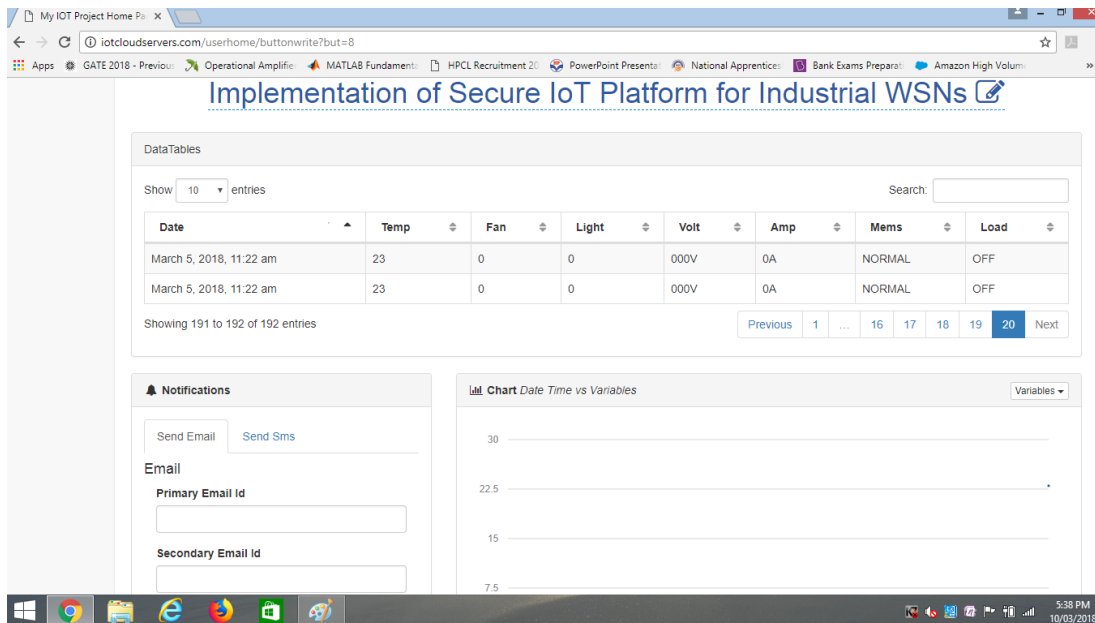 My IOT Project Home Pa
iotcloudservers.com/userhome/buttonwrite?but=8
Apps GATE 2018 - Previou: Operational Amplifie MATLAB Fundamenta HPCL Recruitment 20 PowerPoint Presentat National Apprentices Bank Exams Preparati Amazon High Volum »
Implementation of Secure IoT Platform for Industrial WSNs
DataTables
Show 10 entries Search:
Date Temp Fan Light Volt Amp Mems Load
March 5, 2018, 11:22 am 23 0 0 000V 0A NORMAL OFF
March 5, 2018, 11:22 am 23 0 0 000V 0A NORMAL OFF
Showing 191 to 192 of 192 entries Previous 1 ... 16 17 18 19 20 Next
Notifications
Send Email Send Sms
Email
Primary Email Id
Secondary Email Id
Chart Date Time vs Variables Variables
30
22.5
15
7.5
5:38 PM
10/03/2018